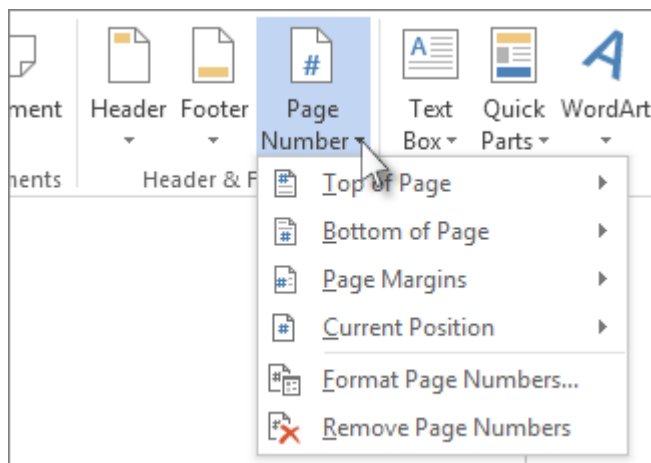 ment Header Footer Page Number Text Box Quick Parts WordArt
ments Header & F
Top of Page
Bottom of Page
Page Margins
Current Position
Format Page Numbers...
Remove Page Numbers